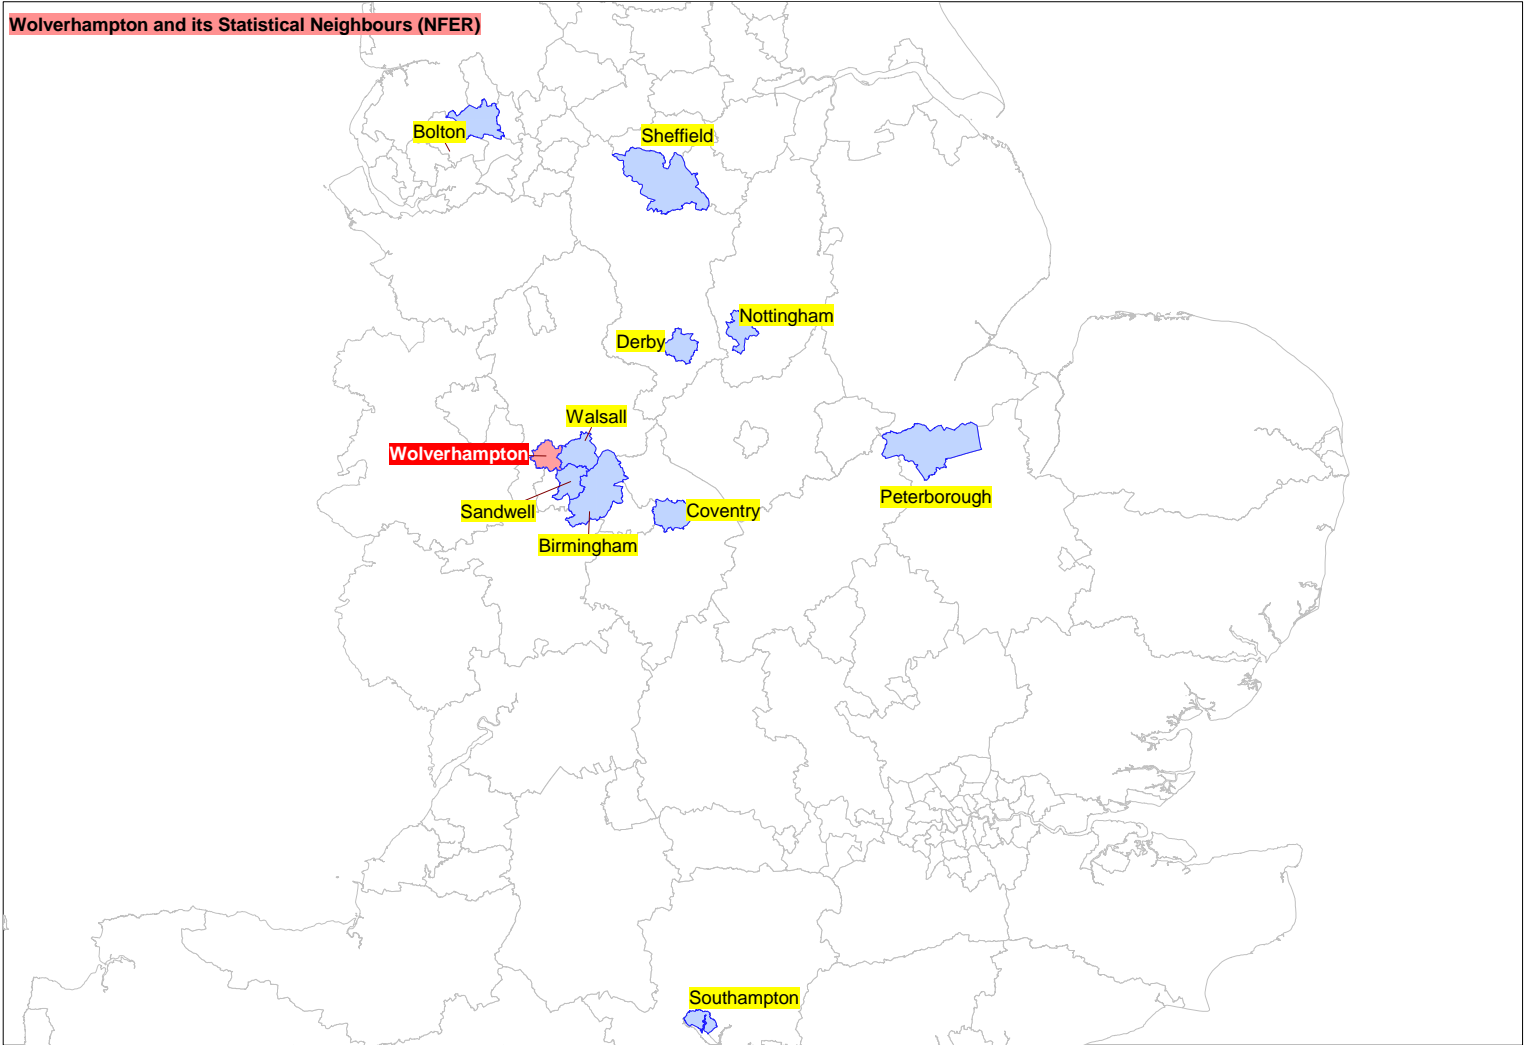 Wolverhampton and its Statistical Neighbours (NFER)
Bolton
Sheffield
Nottingham
Derby
Walsall
Wolverhampton
Peterborough
Sandwell
Coventry
Birmingham
Southampton